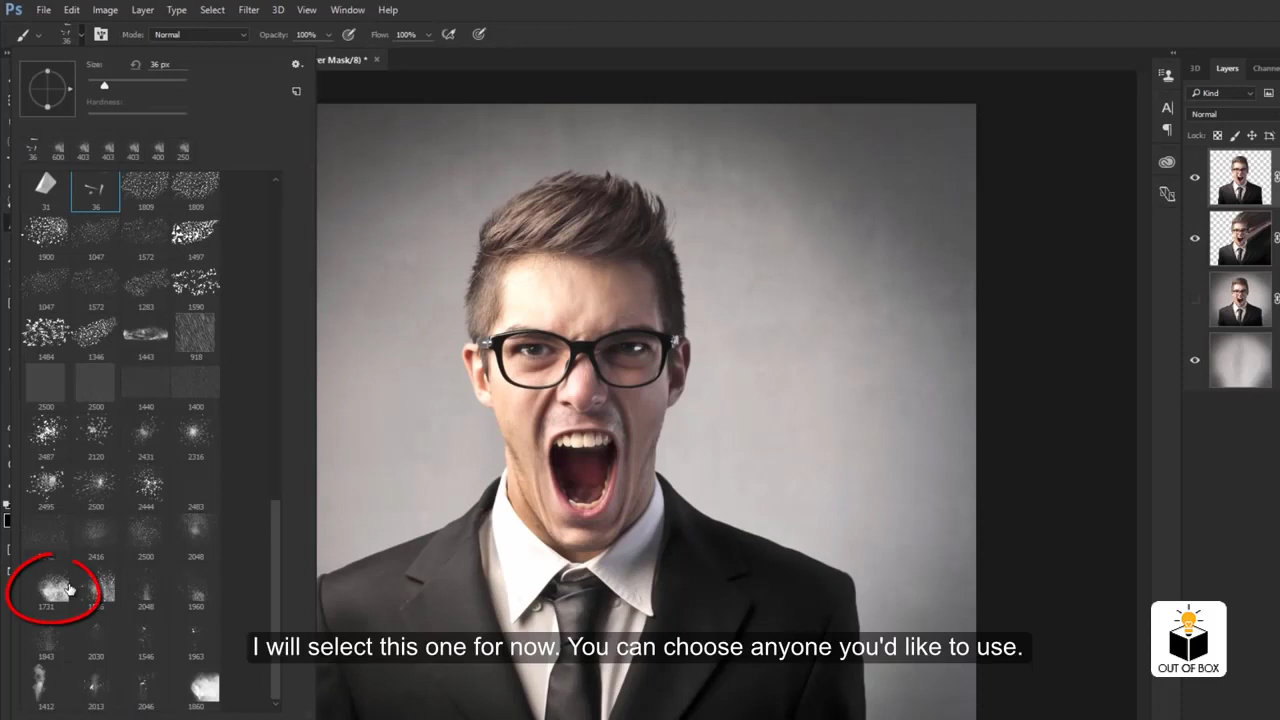 Ps File Edit Image Layer Type Select Filter 3D View Window Help
36 Mode: Normal Opacity: 100% Flow: 100%
Size: 36 px
Hardness:
ver Mask/8) * ×
3D Layers Channe
Kind
Normal
Lock:
36 600 403 403 403 400 250
31 36 1809 1809
1900 1047 1572 1497
1047 1572 1283 1590
1484 1346 1443 918
2500 2500 1440 1400
2487 2120 2431 2316
2495 2500 2444 2483
2416 2500 2048
1731 2048 1960
1843 2030 1546 1963
1412 2013 2046 1860
I will select this one for now. You can choose anyone you'd like to use.
OUT OF BOX